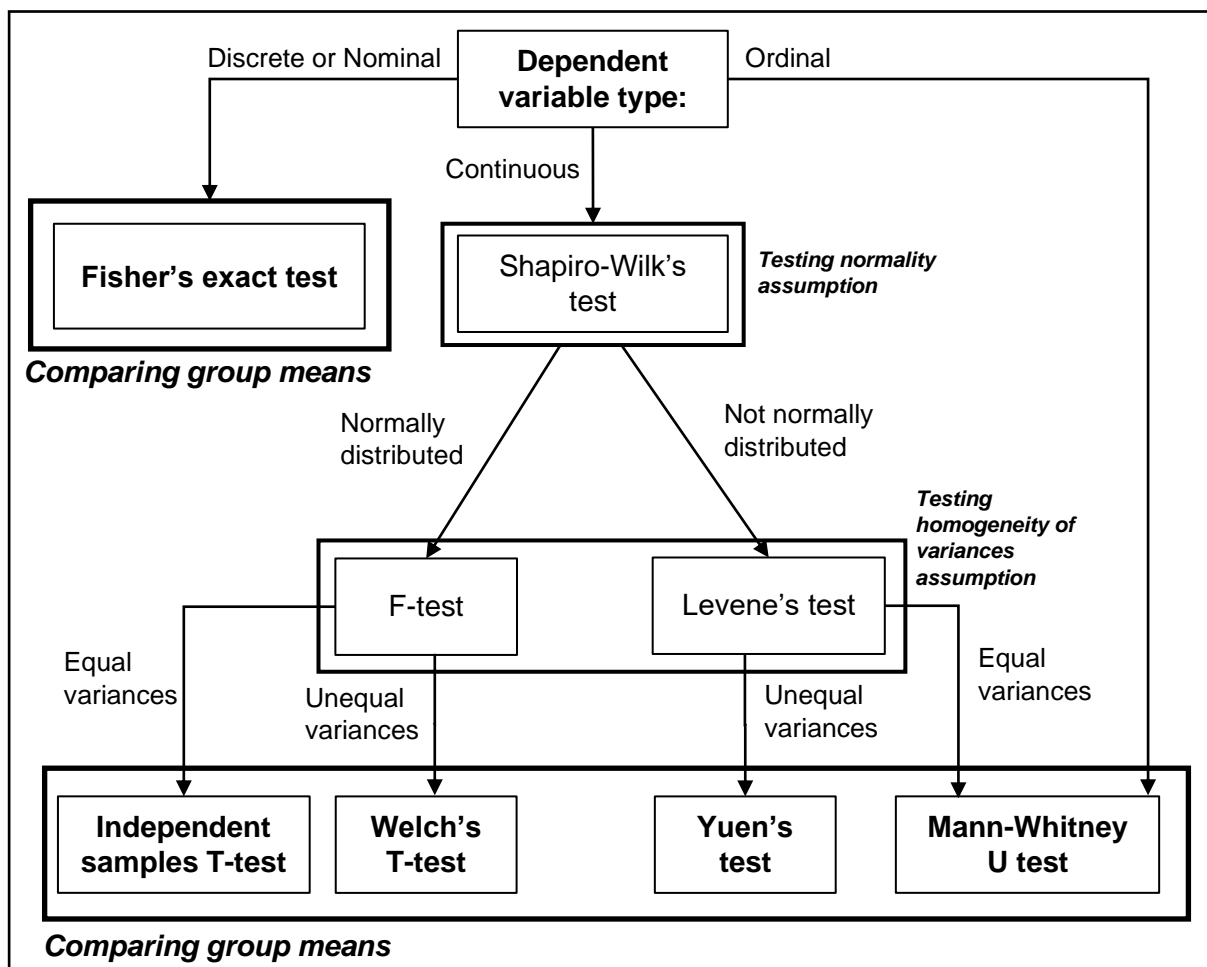 Discrete or Nominal
Dependent
variable type:
Ordinal
Continuous
Fisher’s exact test
Comparing group means
Shapiro-Wilk’s
test
Testing normality
assumption
Normally
distributed
Not normally
distributed
Testing
homogeneity of
variances
assumption
F-test
Levene’s test
Equal
variances
Unequal
variances
Unequal
variances
Equal
variances
Independent
samples T-test
Welch’s
T-test
Yuen’s
test
Mann-Whitney
U test
Comparing group means